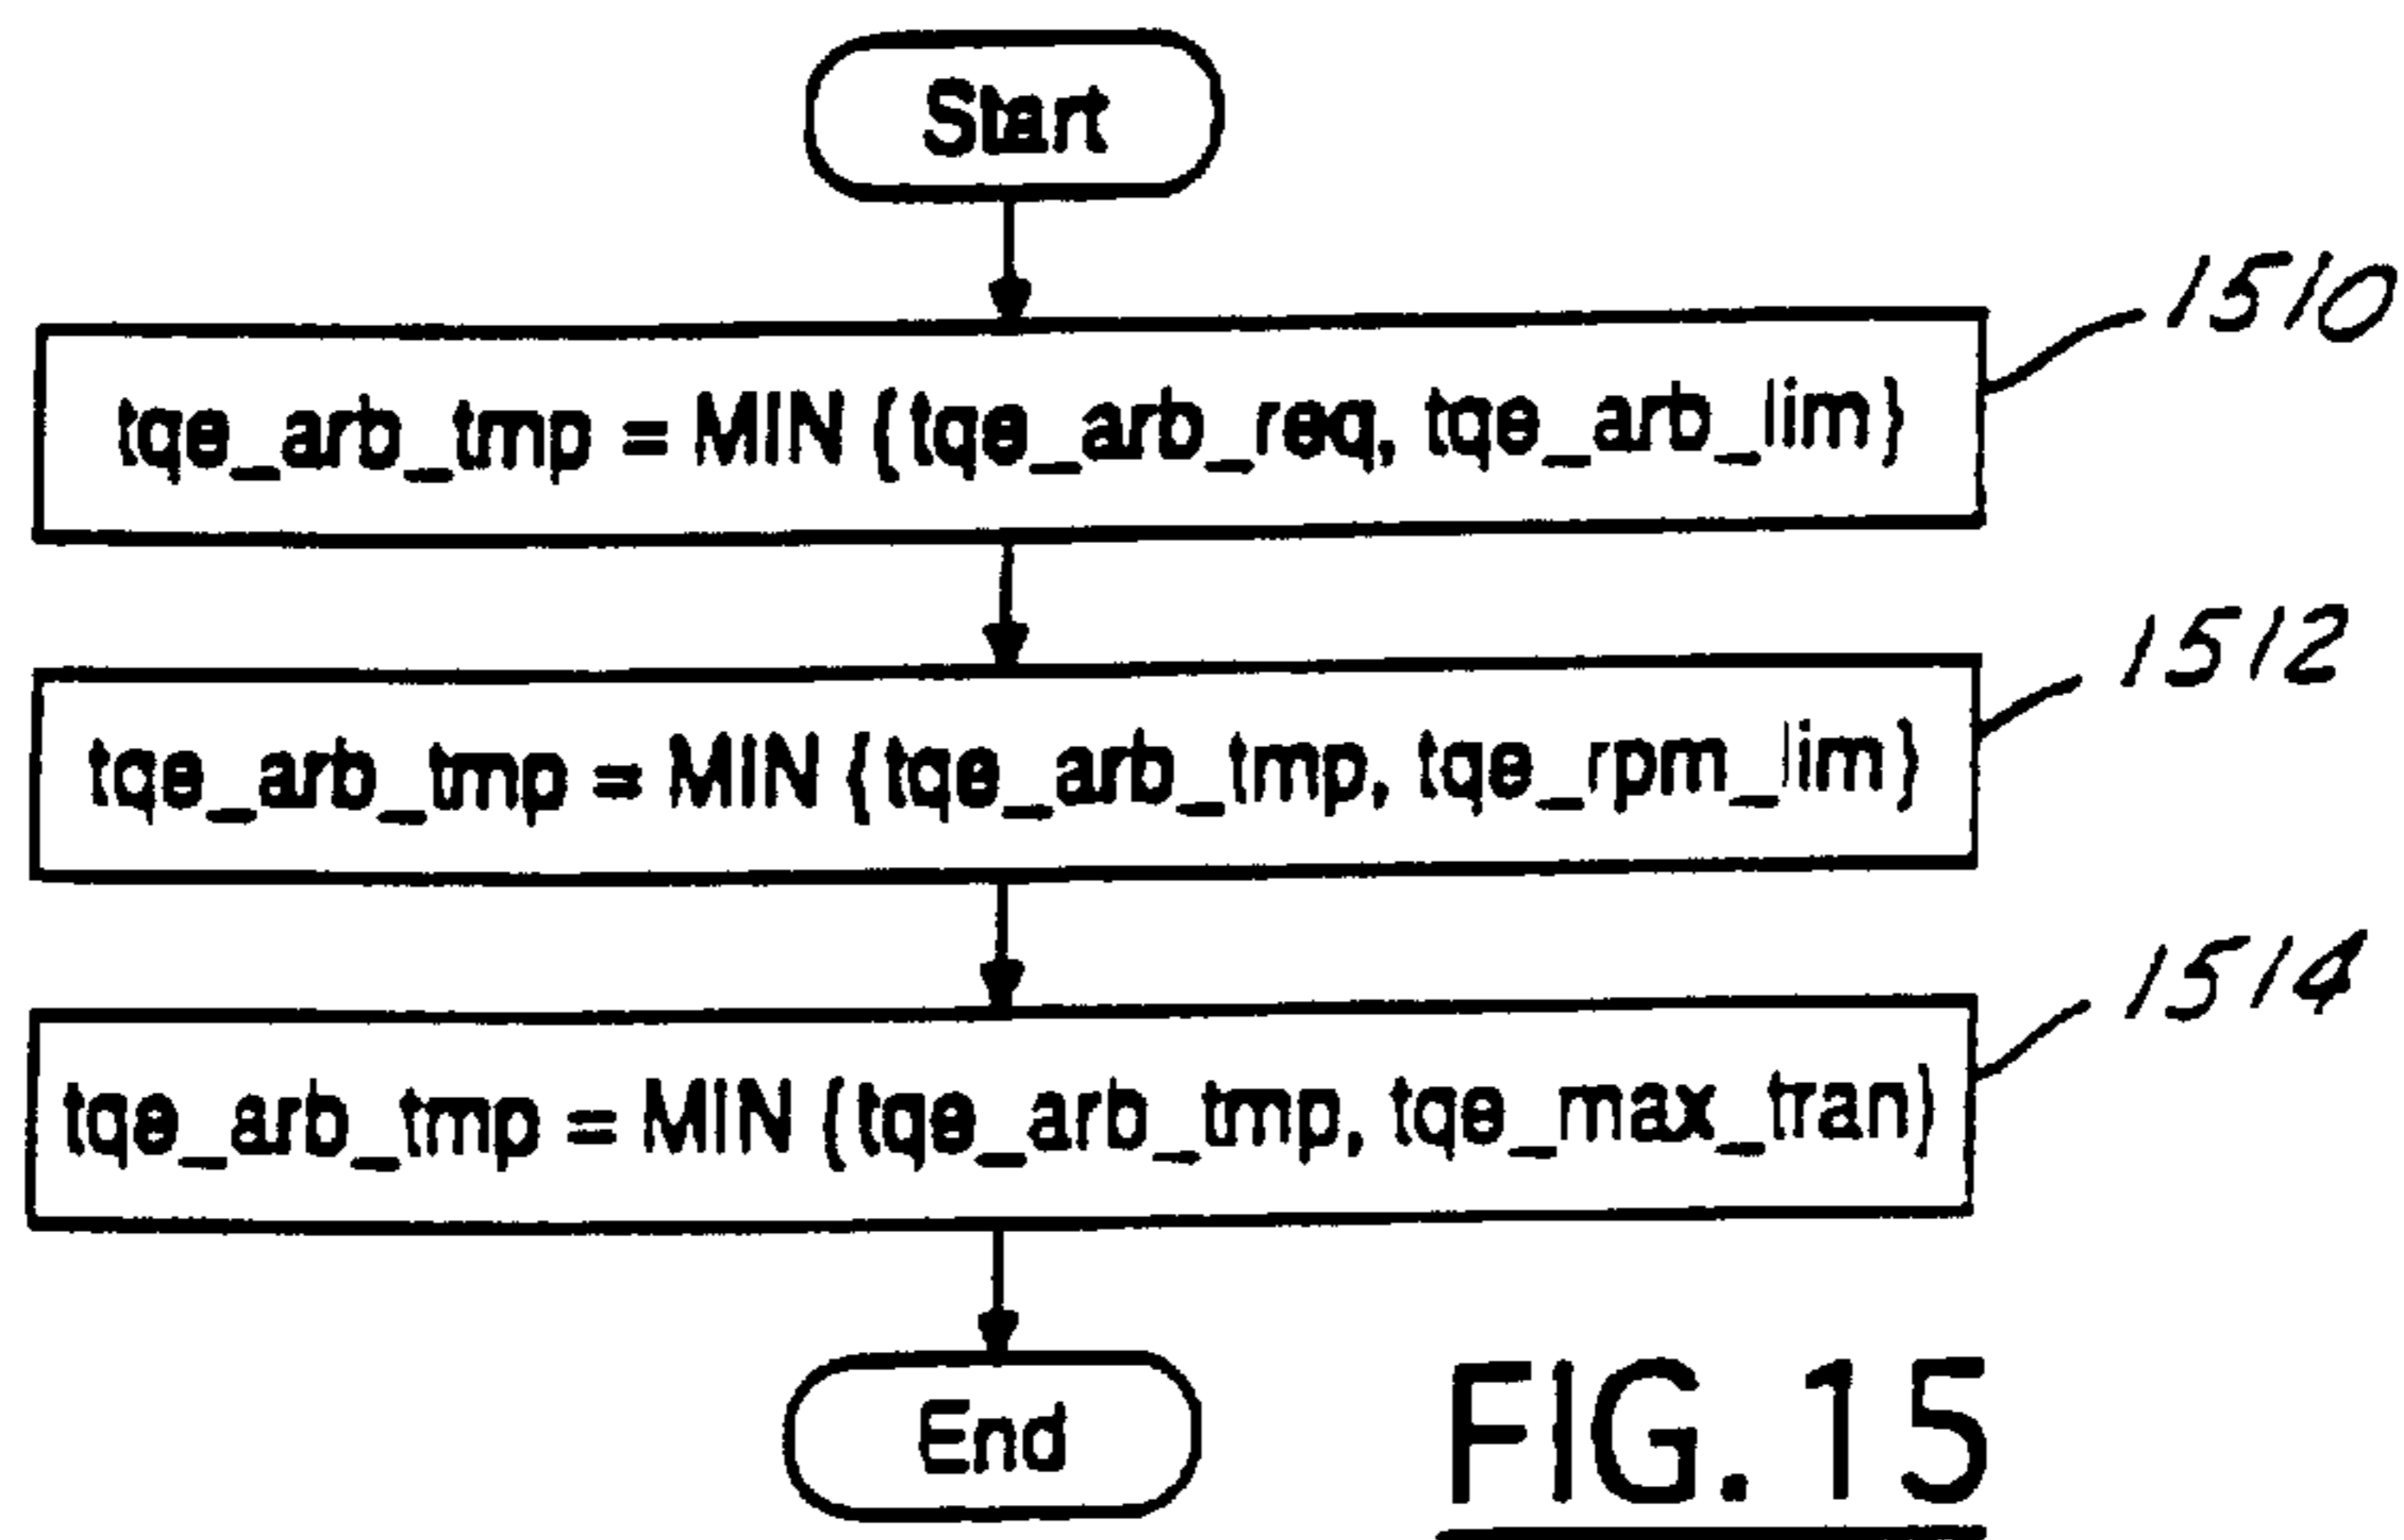 Start
1510
tqe_arb_tmp = MIN {tqe_arb_req, tqe_arb_lim}
1512
tqe_arb_tmp = MIN {tqe_arb_tmp, tqe_rpm_lim}
1514
tqe_arb_tmp = MIN {tqe_arb_tmp, tqe_max_tran}
End
FIG. 15